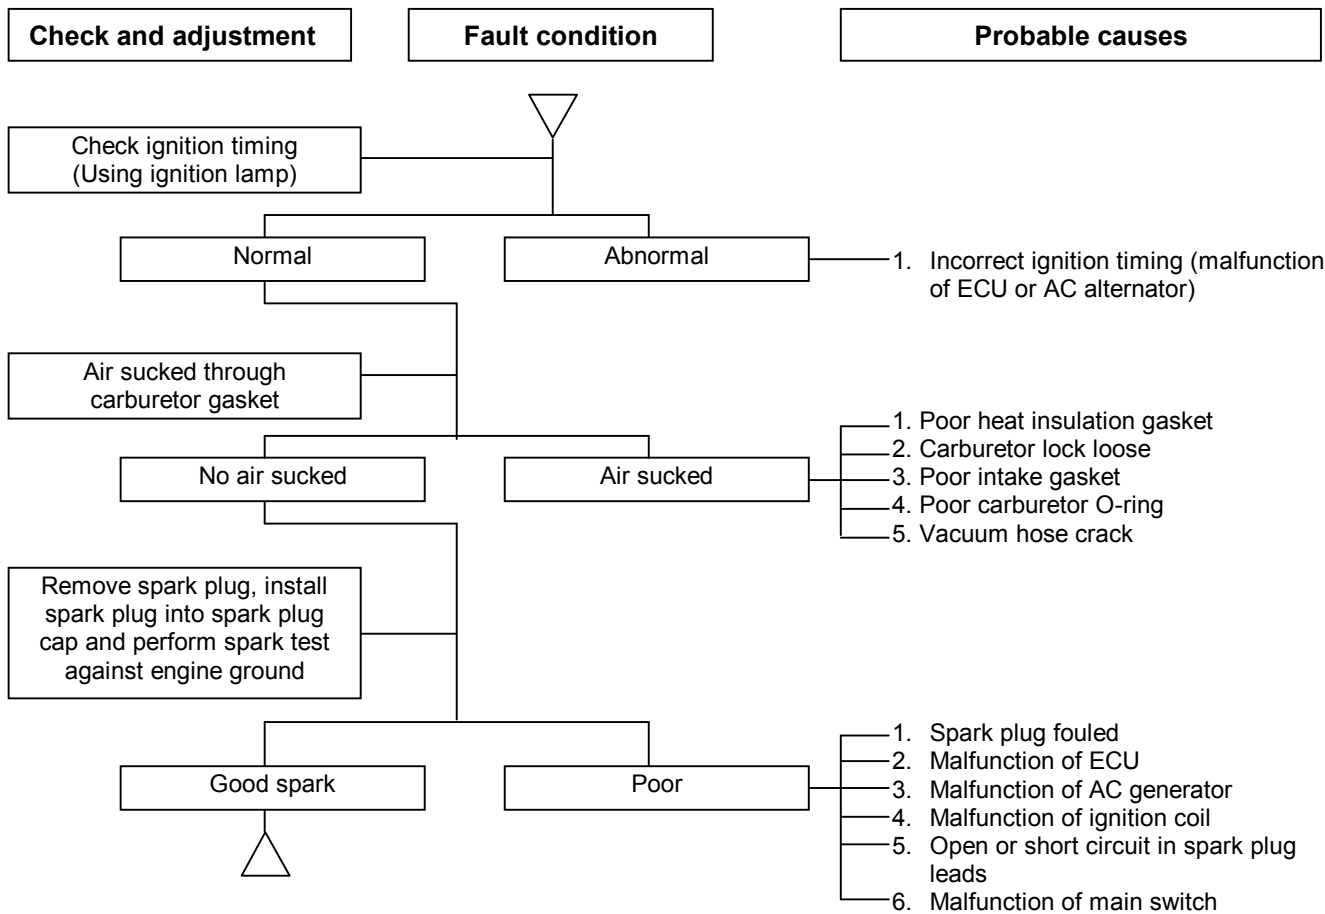 Check and adjustment
Fault condition
Probable causes
Check ignition timing
(Using ignition lamp)
Normal
Abnormal
1. Incorrect ignition timing (malfunction
of ECU or AC alternator)
Air sucked through
carburetor gasket
No air sucked
Air sucked
1. Poor heat insulation gasket
2. Carburetor lock loose
3. Poor intake gasket
4. Poor carburetor O-ring
5. Vacuum hose crack
Remove spark plug, install
spark plug into spark plug
cap and perform spark test
against engine ground
Good spark
Poor
1. Spark plug fouled
2. Malfunction of ECU
3. Malfunction of AC generator
4. Malfunction of ignition coil
5. Open or short circuit in spark plug
leads
6. Malfunction of main switch